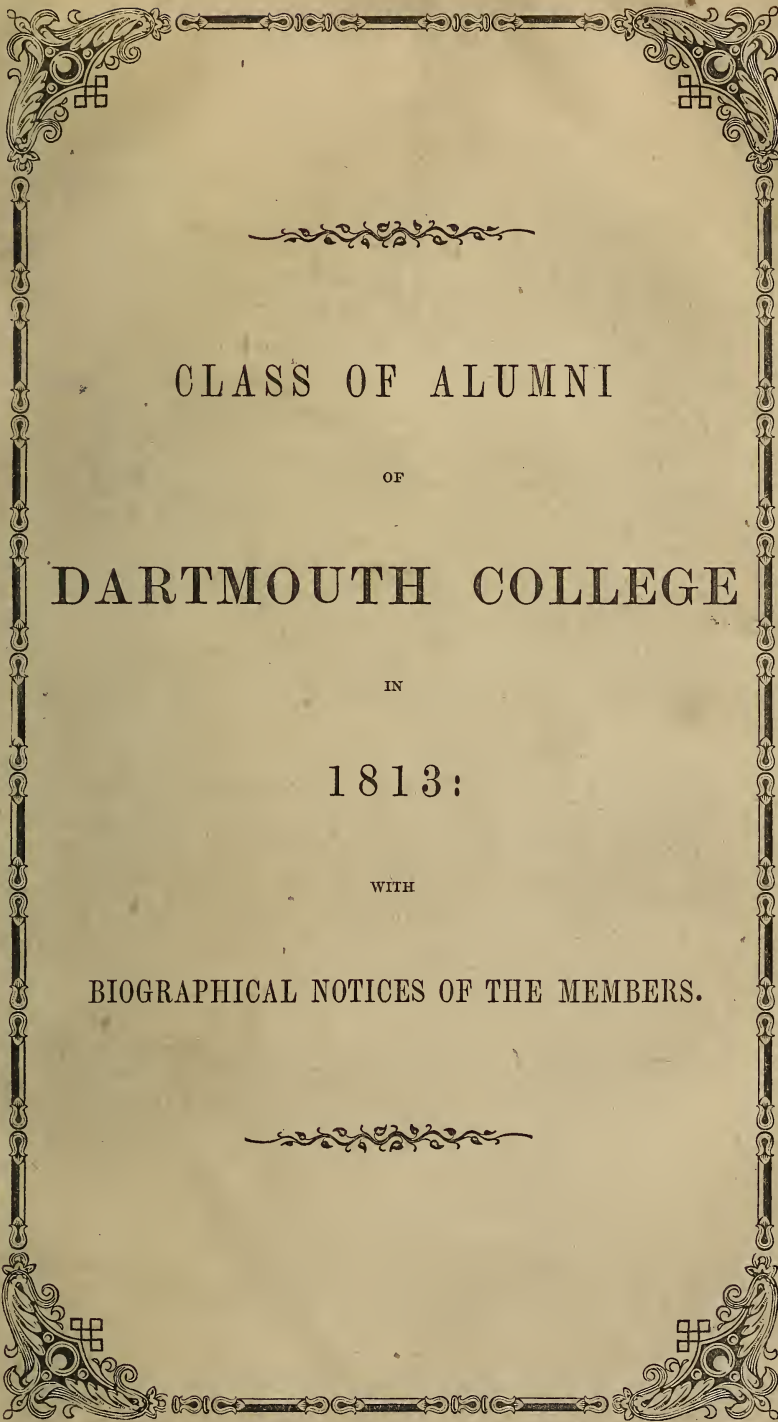 CLASS OF ALUMNI
OF
DARTMOUTH COLLEGE
IN
1813:
WITH
BIOGRAPHICAL NOTICES OF THE MEMBERS.